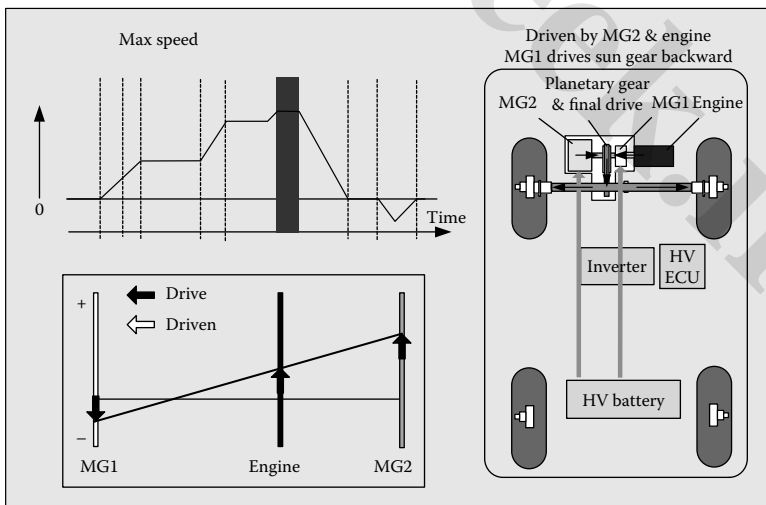 Max speed
0
Time
Drive
Driven
+
–
MG1
Engine
MG2
Driven by MG2 & engine
MG1 drives sun gear backward
Planetary gear
& final drive
MG2
MG1 Engine
Inverter
HV
ECU
HV battery